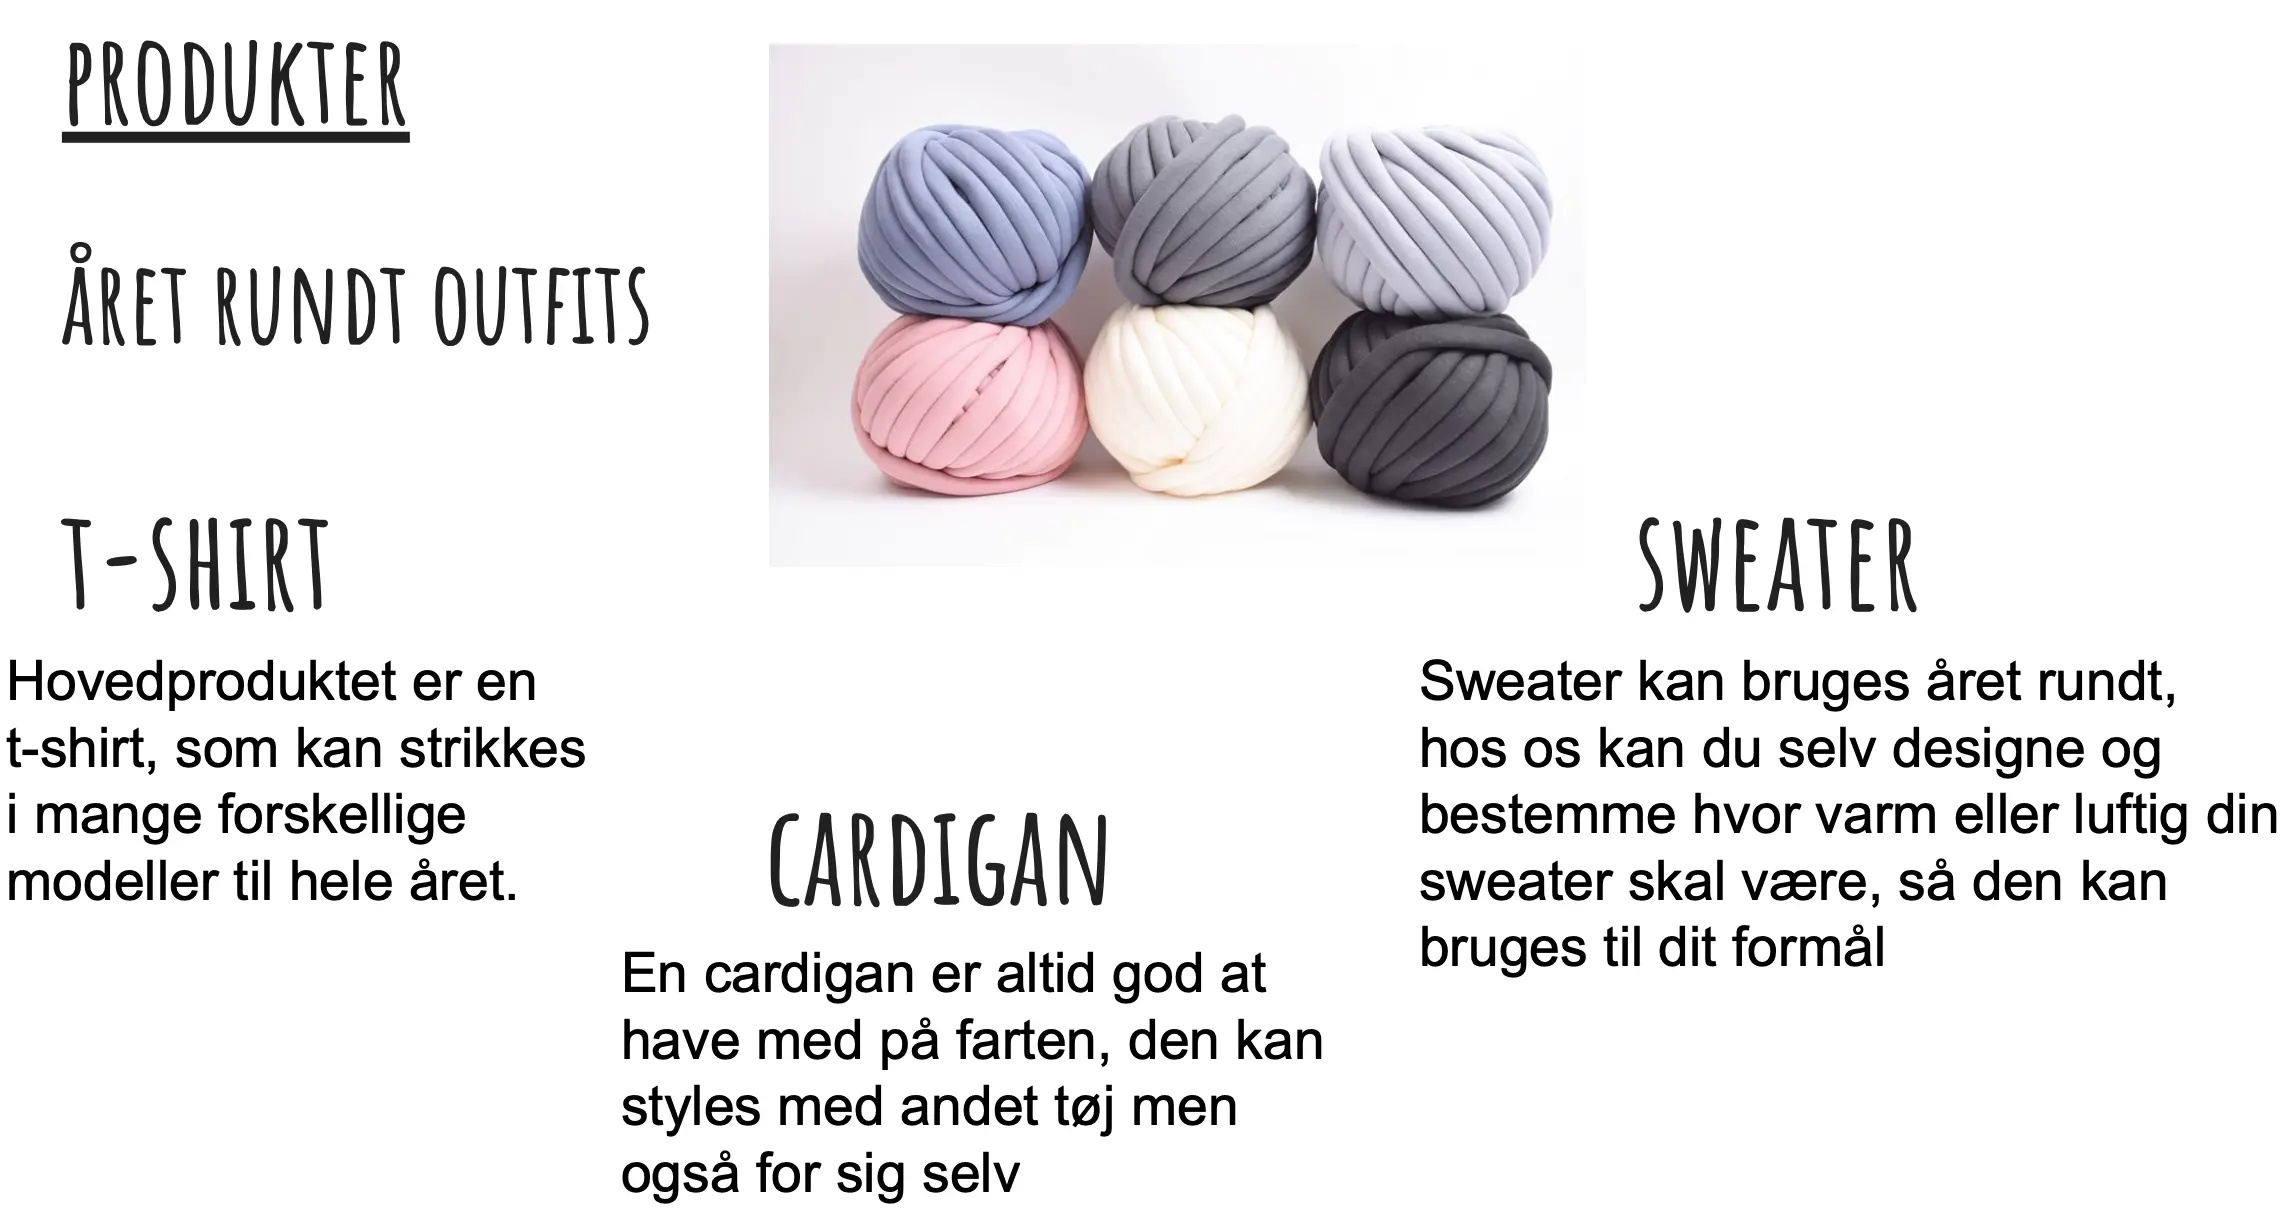 PRODUKTER
ÅRET RUNDT OUTFITS
T-SHIRT
Hovedproduktet er en
t-shirt, som kan strikkes
i mange forskellige
modeller til hele året.
CARDIGAN
En cardigan er altid god at
have med på farten, den kan
styles med andet tøj men
også for sig selv
SWEATER
Sweater kan bruges året rundt,
hos os kan du selv designe og
bestemme hvor varm eller luftig din
sweater skal være, så den kan
bruges til dit formål